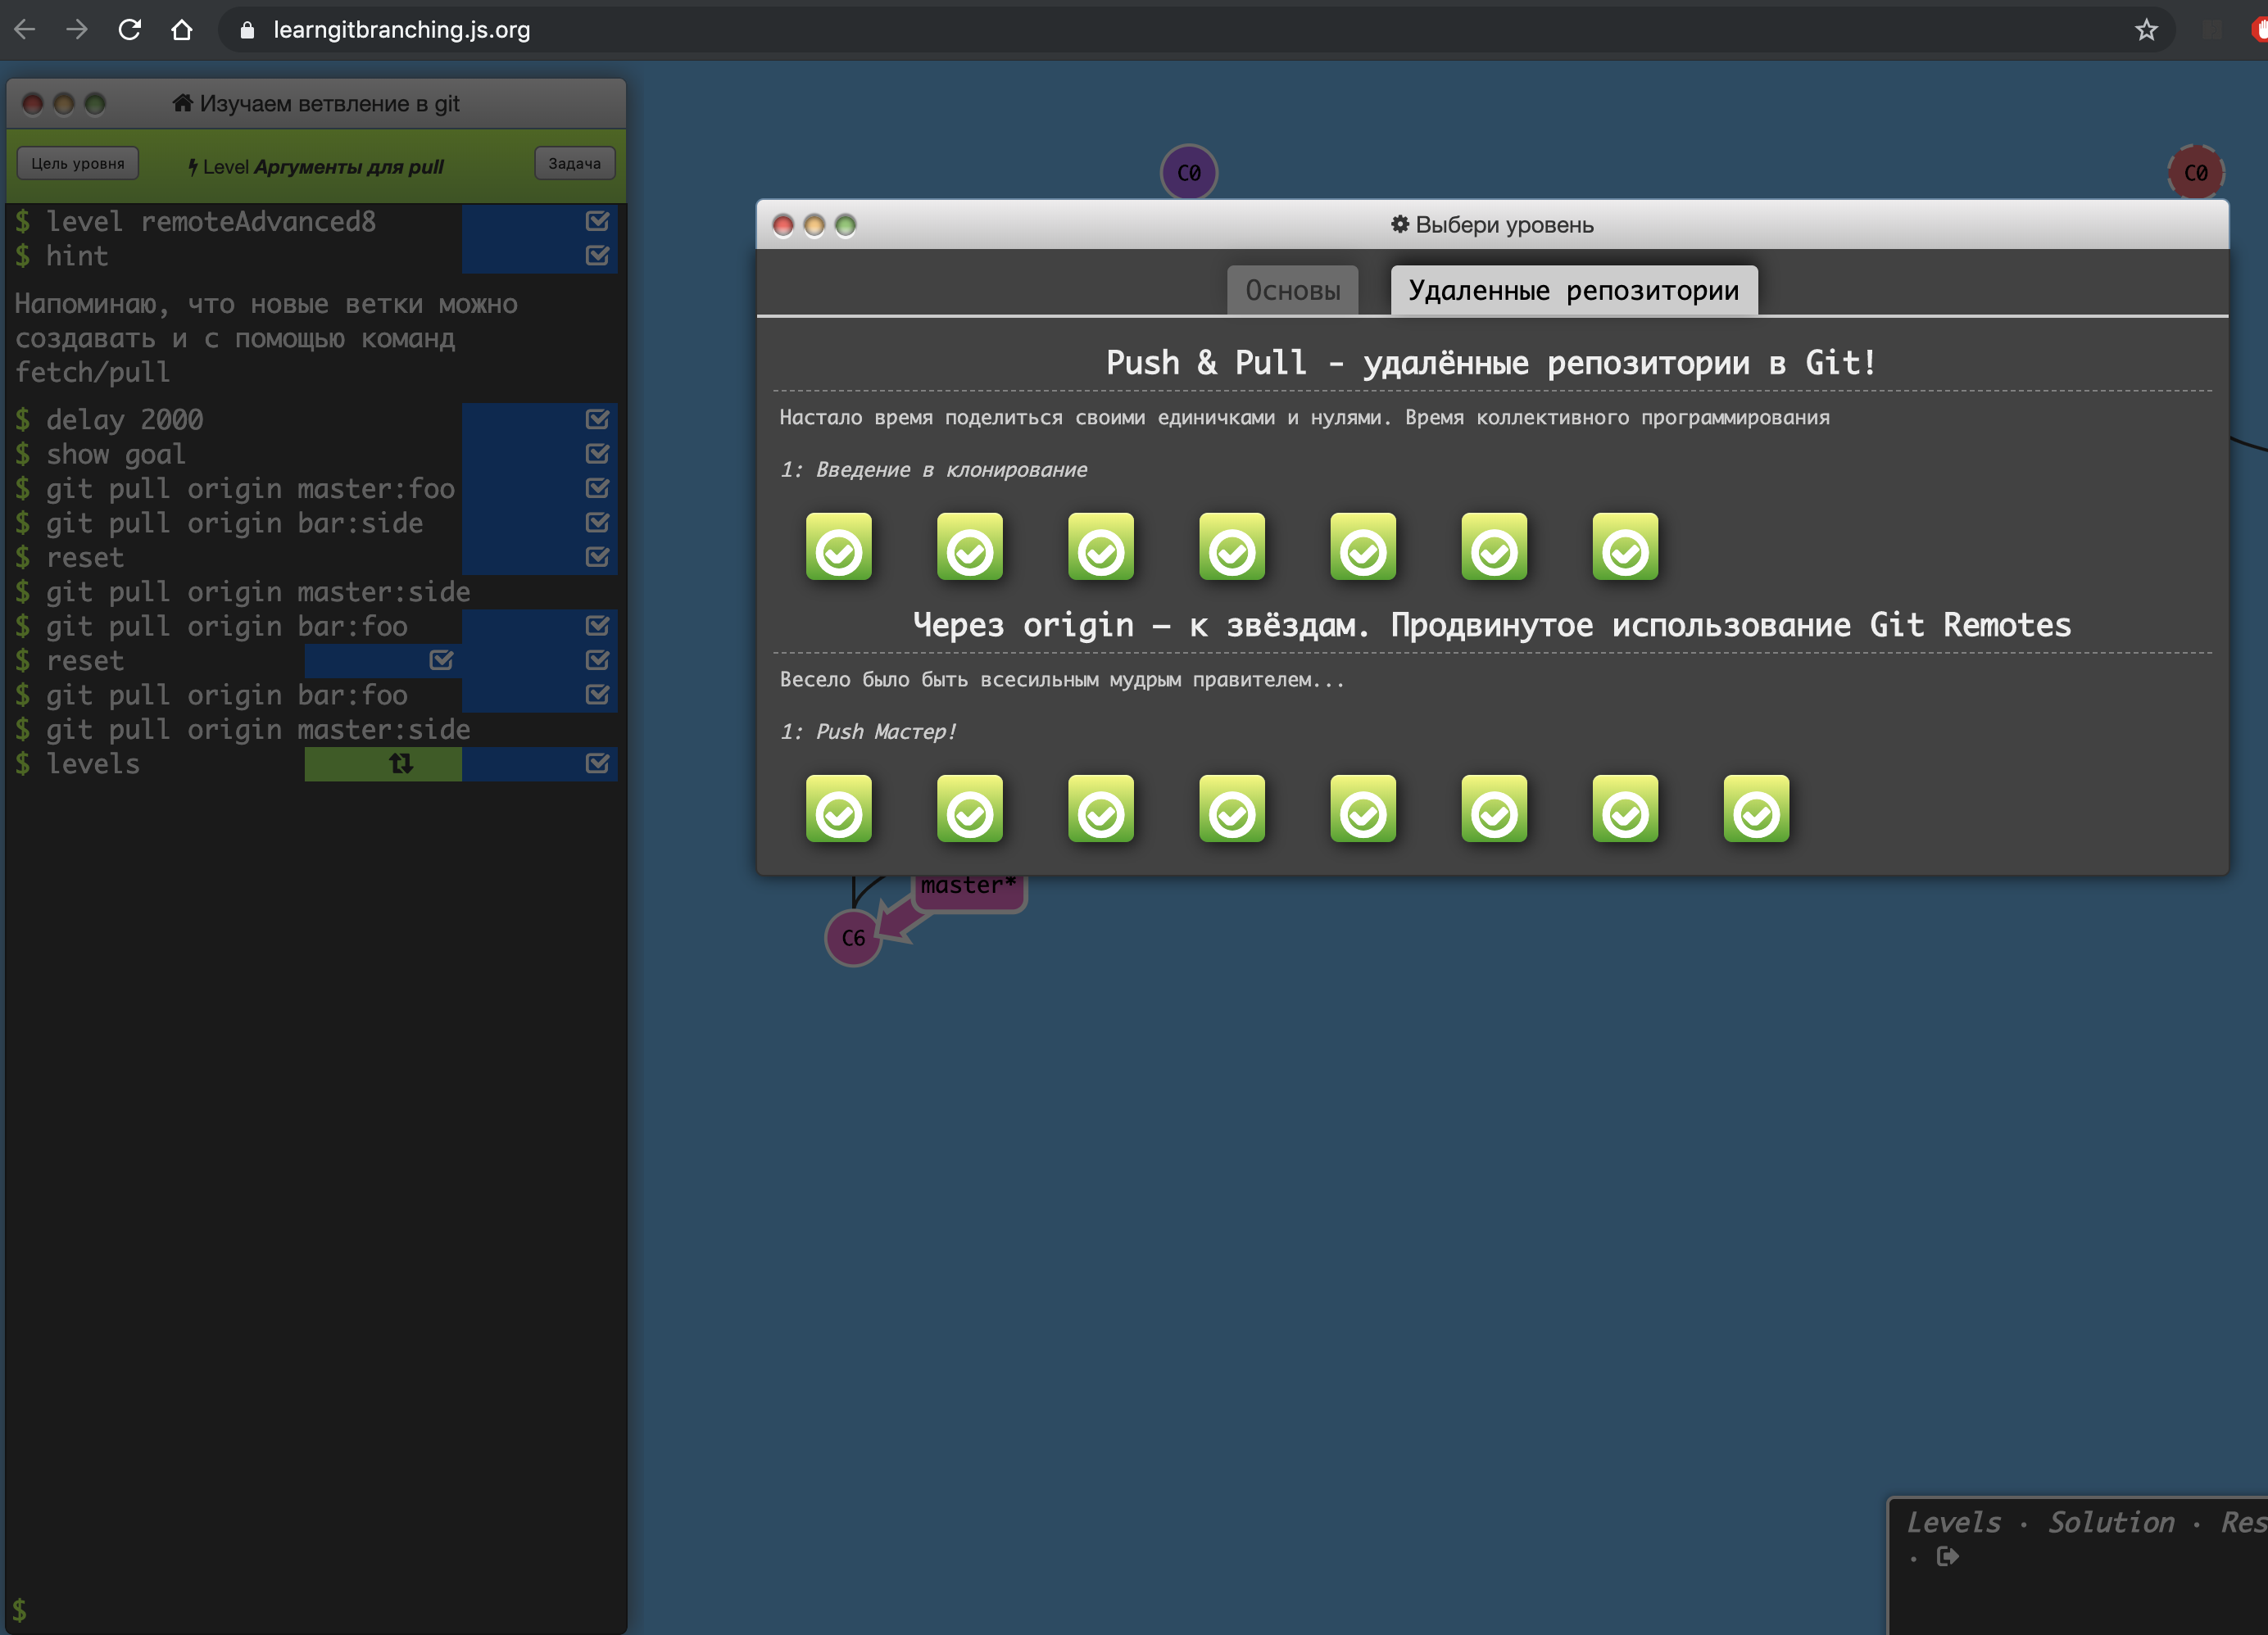 learngitbranching.js.org
Изучаем ветвление в git
Цель уровня
Level Аргументы для pull
Задача
$ level remoteAdvanced8
$ hint
Напоминаю, что новые ветки можно
создавать и с помощью команд
fetch/pull
$ delay 2000
$ show goal
$ git pull origin master:foo
$ git pull origin bar:side
$ reset
$ git pull origin master:side
$ git pull origin bar:foo
$ reset
$ git pull origin bar:foo
$ git pull origin master:side
$ levels
$
C0
C0
Выбери уровень
Основы
Удаленные репозитории
Push & Pull - удалённые репозитории в Git!
Настало время поделиться своими единичками и нулями. Время коллективного программирования
1: Введение в клонирование
Через origin – к звёздам. Продвинутое использование Git Remotes
Весело было быть всесильным мудрым правителем...
1: Push Мастер!
master*
C6
Levels · Solution · Res
·